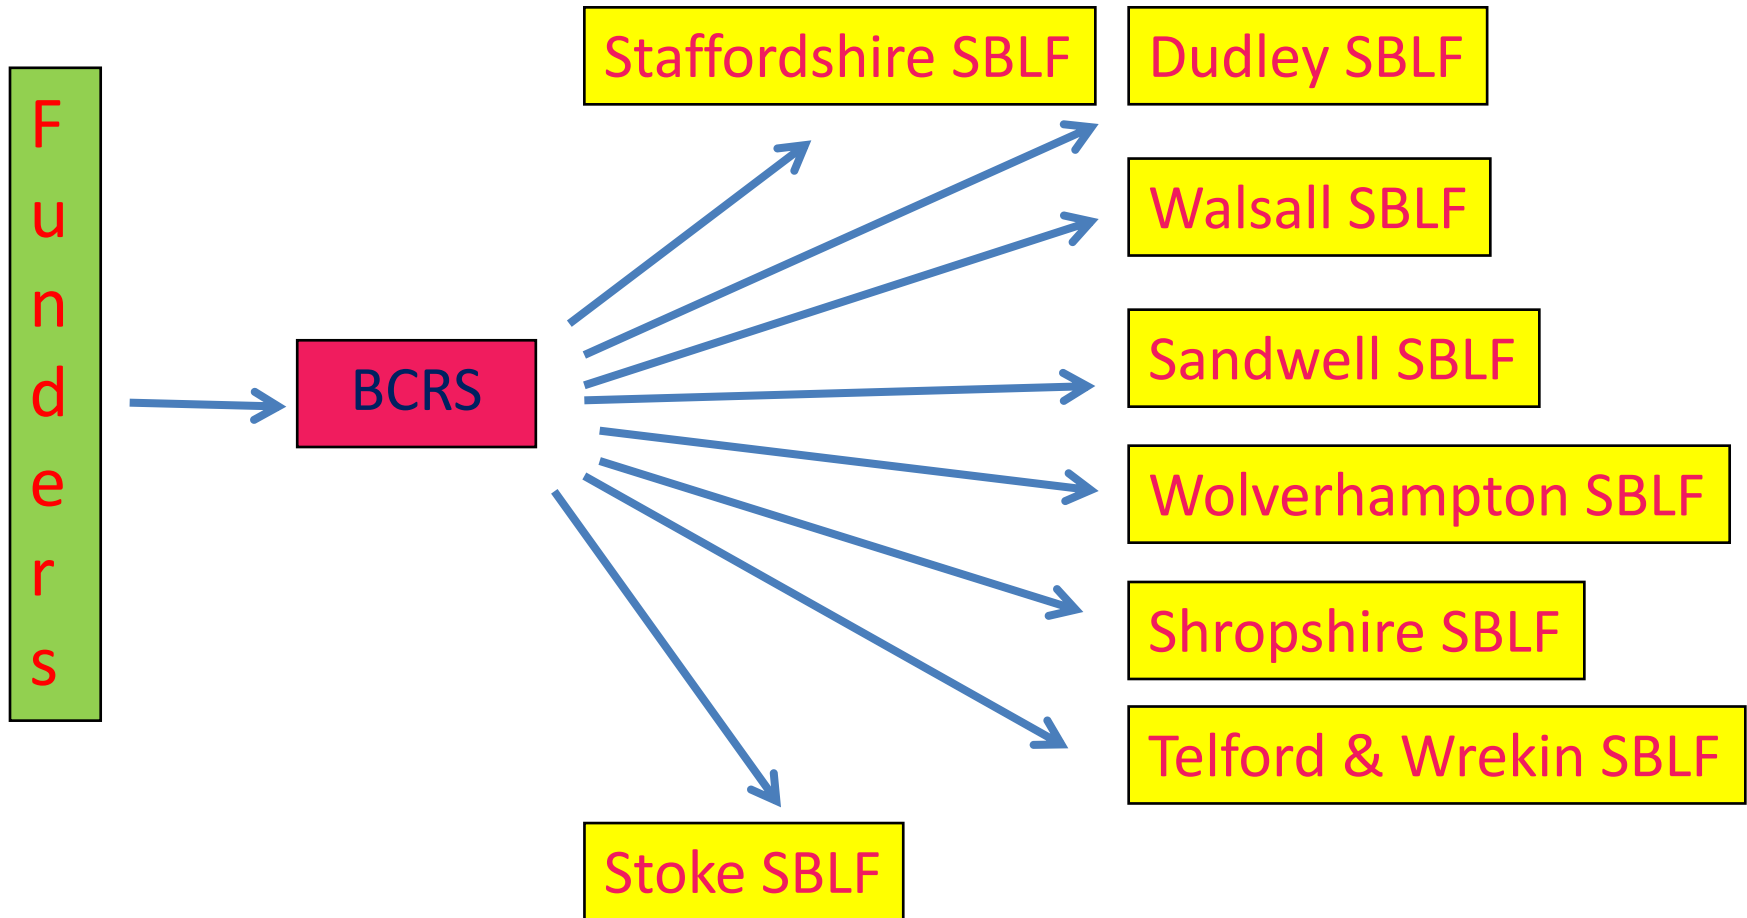 Funders
BCRS
Staffordshire SBLF
Dudley SBLF
Walsall SBLF
Sandwell SBLF
Wolverhampton SBLF
Shropshire SBLF
Telford & Wrekin SBLF
Stoke SBLF